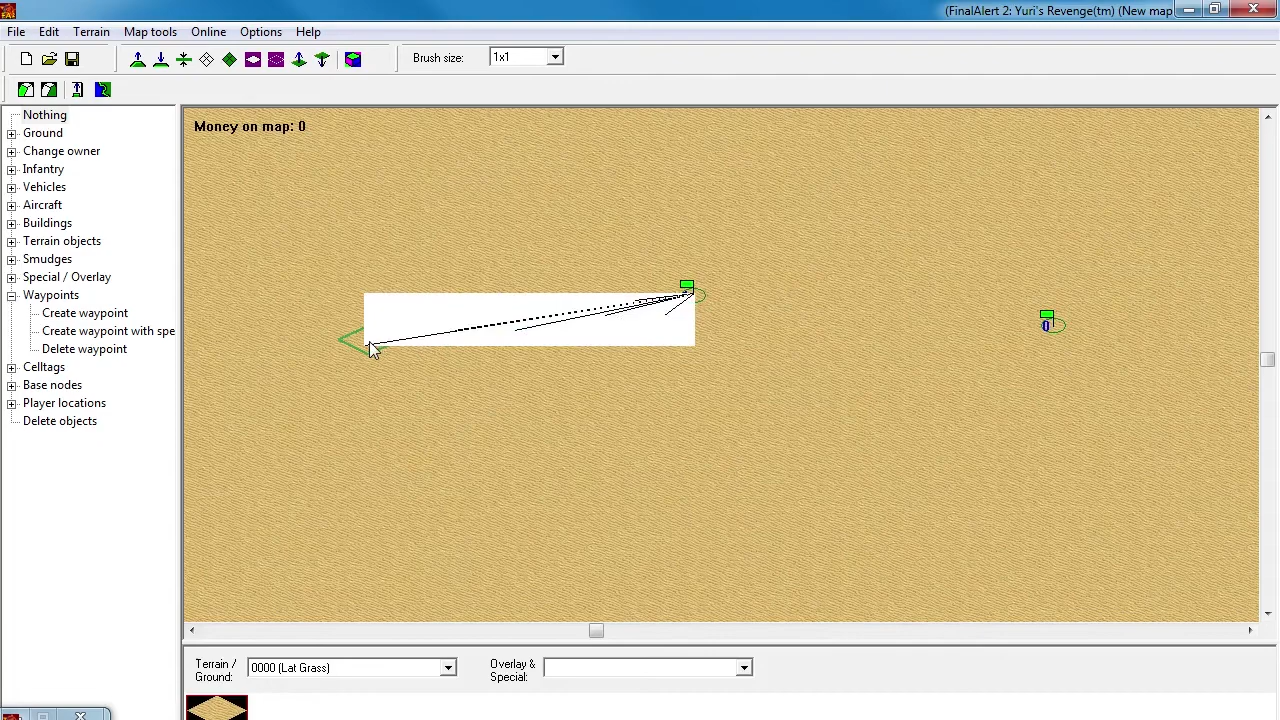 (FinalAlert 2: Yuri's Revenge(tm) (New map
File Edit Terrain Map tools Online Options Help
Brush size: 1x1
Nothing
Ground
Change owner
Infantry
Vehicles
Aircraft
Buildings
Terrain objects
Smudges
Special / Overlay
Waypoints
Create waypoint
Create waypoint with spe
Delete waypoint
Celltags
Base nodes
Player locations
Delete objects
Money on map: 0
0
Terrain / Ground: 0000 (Lat Grass)
Overlay & Special: